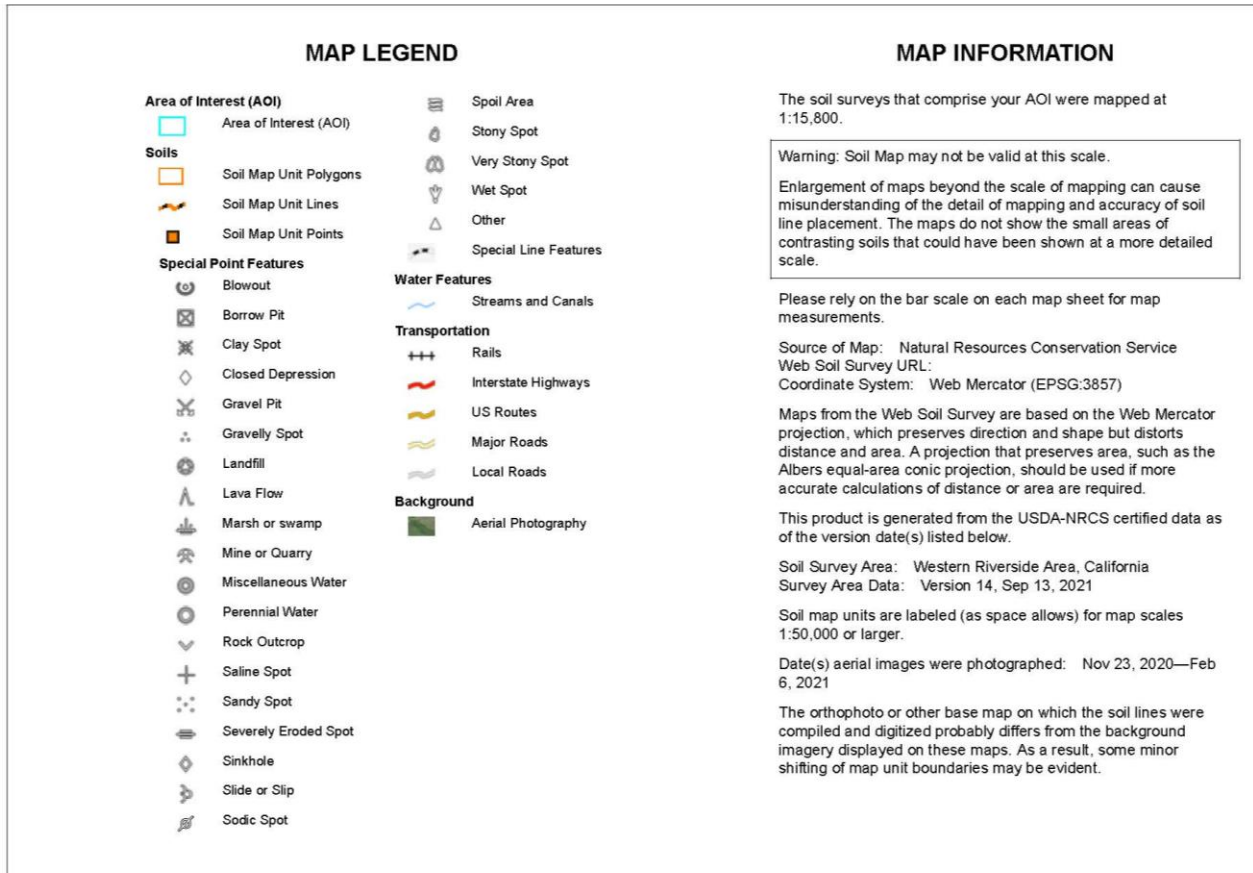 MAP LEGEND
Area of Interest (AOI)
Area of Interest (AOI)
Soils
Soil Map Unit Polygons
Soil Map Unit Lines
Soil Map Unit Points
Special Point Features
Blowout
Borrow Pit
Clay Spot
Closed Depression
Gravel Pit
Gravelly Spot
Landfill
Lava Flow
Marsh or swamp
Mine or Quarry
Miscellaneous Water
Perennial Water
Rock Outcrop
Saline Spot
Sandy Spot
Severely Eroded Spot
Sinkhole
Slide or Slip
Sodic Spot
Spoil Area
Stony Spot
Very Stony Spot
Wet Spot
Other
Special Line Features
Water Features
Streams and Canals
Transportation
Rails
Interstate Highways
US Routes
Major Roads
Local Roads
Background
Aerial Photography
MAP INFORMATION
The soil surveys that comprise your AOI were mapped at
1:15,800.
Warning: Soil Map may not be valid at this scale.
Enlargement of maps beyond the scale of mapping can cause
misunderstanding of the detail of mapping and accuracy of soil
line placement. The maps do not show the small areas of
contrasting soils that could have been shown at a more detailed
scale.
Please rely on the bar scale on each map sheet for map
measurements.
Source of Map: Natural Resources Conservation Service
Web Soil Survey URL:
Coordinate System: Web Mercator (EPSG:3857)
Maps from the Web Soil Survey are based on the Web Mercator
projection, which preserves direction and shape but distorts
distance and area. A projection that preserves area, such as the
Albers equal-area conic projection, should be used if more
accurate calculations of distance or area are required.
This product is generated from the USDA-NRCS certified data as
of the version date(s) listed below.
Soil Survey Area: Western Riverside Area, California
Survey Area Data: Version 14, Sep 13, 2021
Soil map units are labeled (as space allows) for map scales
1:50,000 or larger.
Date(s) aerial images were photographed: Nov 23, 2020—Feb
6, 2021
The orthophoto or other base map on which the soil lines were
compiled and digitized probably differs from the background
imagery displayed on these maps. As a result, some minor
shifting of map unit boundaries may be evident.